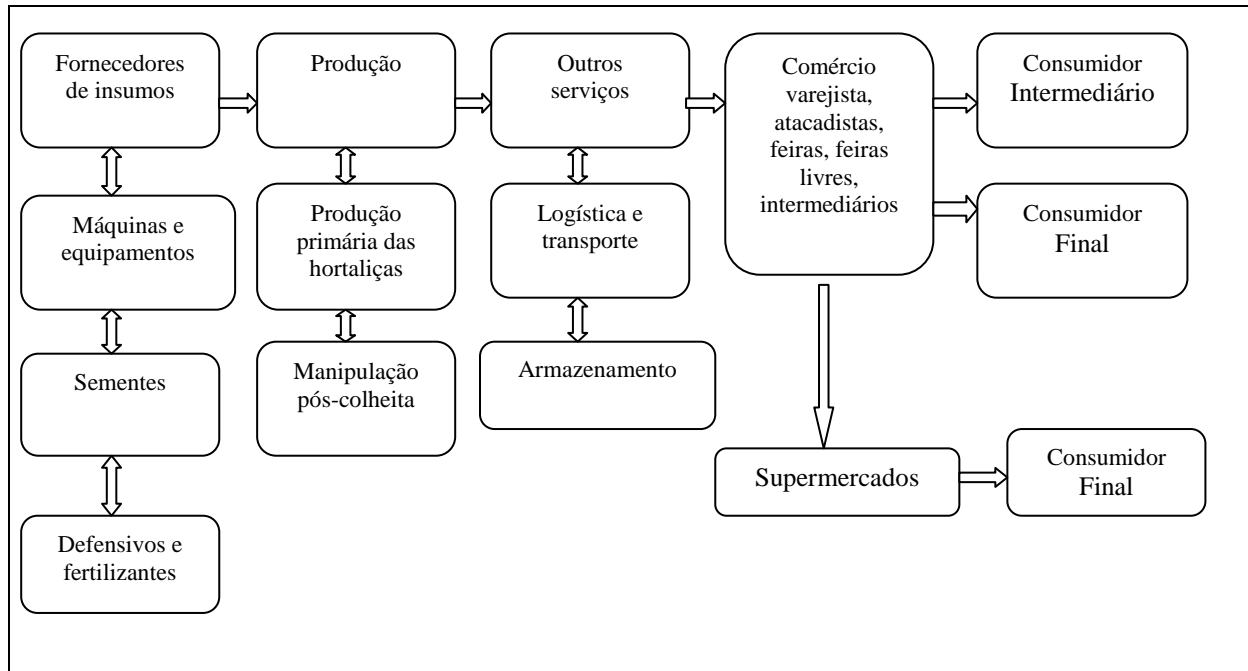 Fornecedores
de insumos
Produção
Outros
serviços
Comércio
varejista,
atacadistas,
feiras, feiras
livres,
intermediários
Consumidor
Intermediário
Máquinas e
equipamentos
Produção
primária das
hortaliças
Logística e
transporte
Consumidor
Final
Sementes
Manipulação
pós-colheita
Armazenamento
Supermercados
Consumidor
Final
Defensivos e
fertilizantes